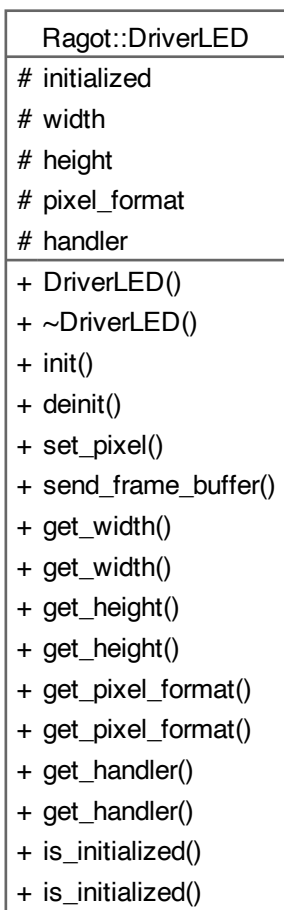 Ragot::DriverLED
# initialized
# width
# height
# pixel_format
# handler
+ DriverLED()
+ ~DriverLED()
+ init()
+ deinit()
+ set_pixel()
+ send_frame_buffer()
+ get_width()
+ get_width()
+ get_height()
+ get_height()
+ get_pixel_format()
+ get_pixel_format()
+ get_handler()
+ get_handler()
+ is_initialized()
+ is_initialized()